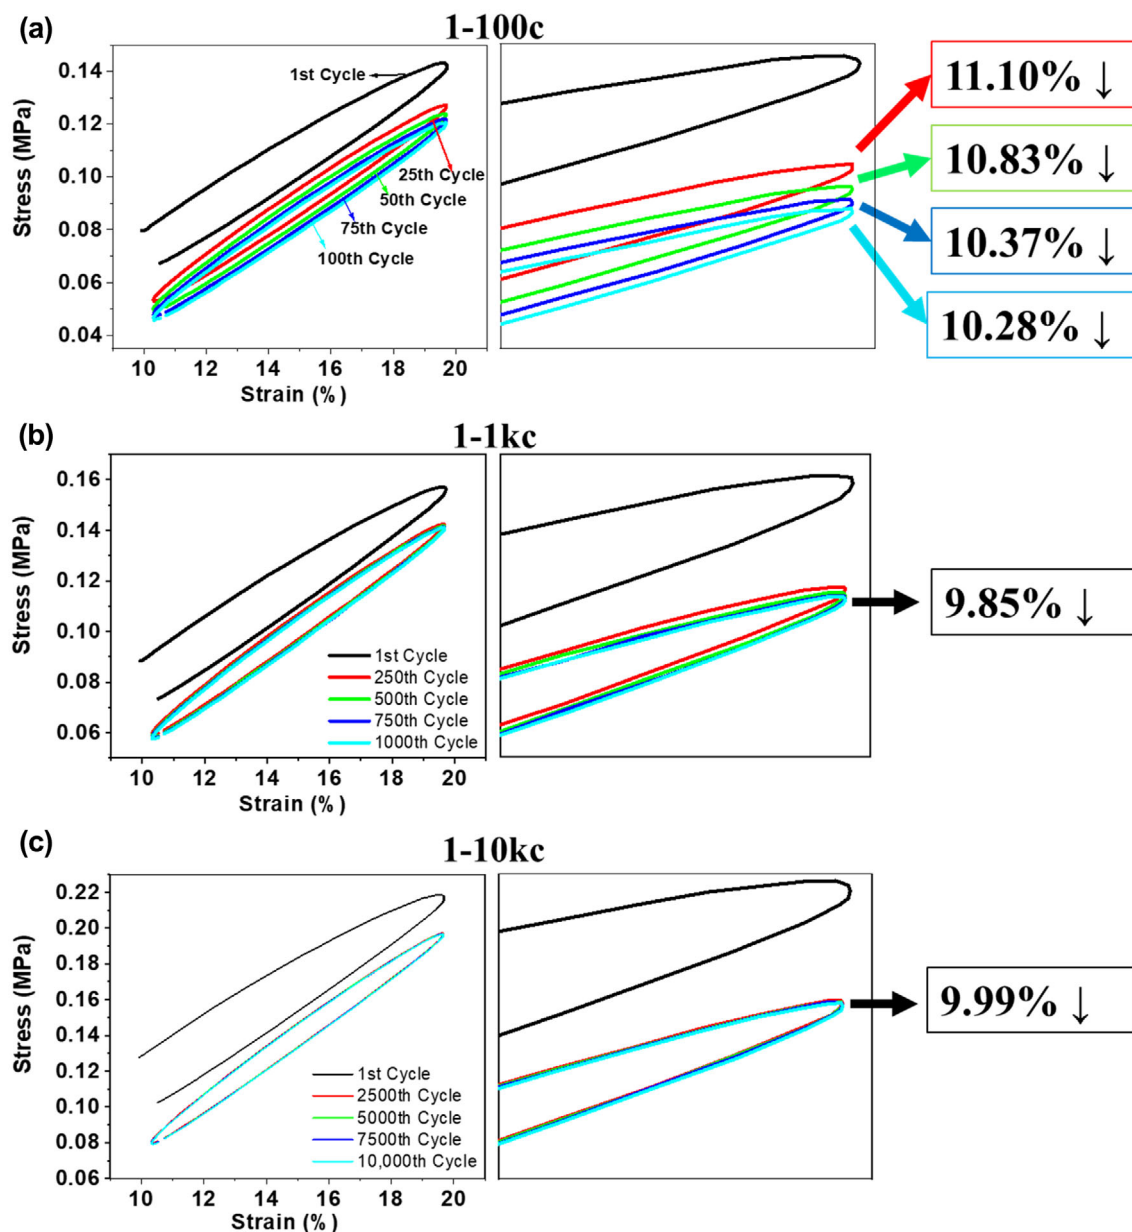 (a)
1-100c
Stress (MPa)
0.14
0.12
0.10
0.08
0.06
0.04
1st Cycle
25th Cycle
50th Cycle
75th Cycle
100th Cycle
10 12 14 16 18 20
Strain (%)
11.10% ↓
10.83% ↓
10.37% ↓
10.28% ↓
(b)
1-1kc
Stress (MPa)
0.16
0.14
0.12
0.10
0.08
0.06
1st Cycle
250th Cycle
500th Cycle
750th Cycle
1000th Cycle
10 12 14 16 18 20
Strain (%)
9.85% ↓
(c)
1-10kc
Stress (MPa)
0.22
0.20
0.18
0.16
0.14
0.12
0.10
0.08
0.06
1st Cycle
2500th Cycle
5000th Cycle
7500th Cycle
10,000th Cycle
10 12 14 16 18 20
Strain (%)
9.99% ↓